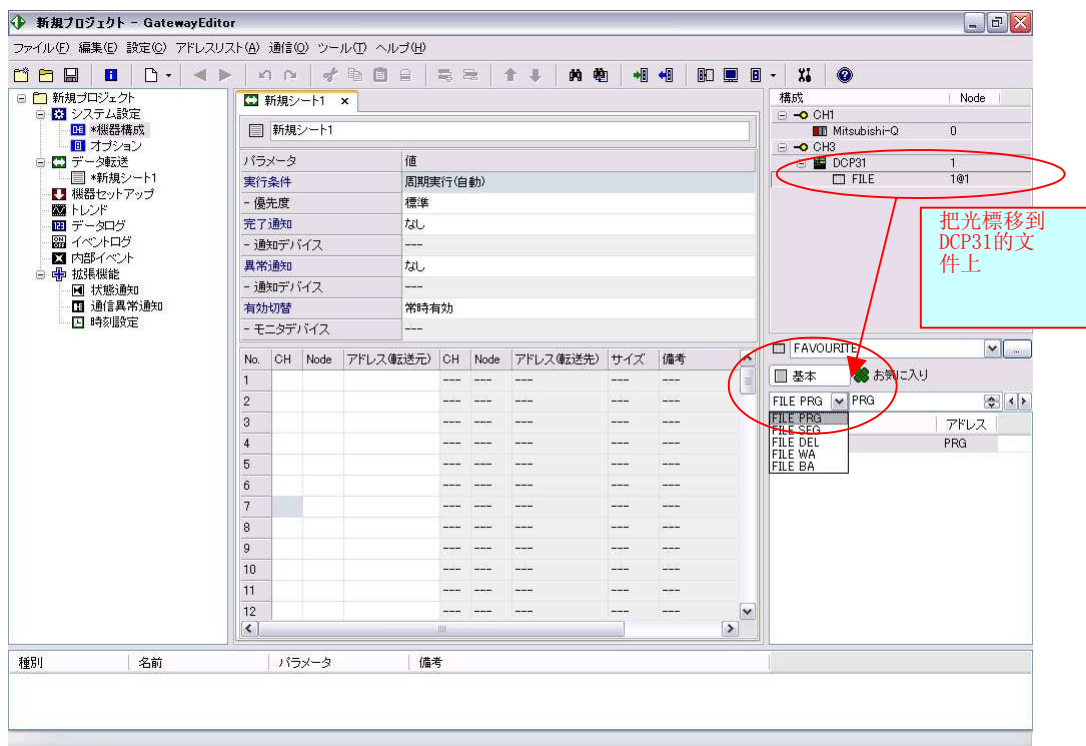 新規プロジェクト - GatewayEditor
ファイル(F) 編集(E) 設定(C) アドレスリスト(A) 通信(O) ツール(T) ヘルプ(H)
新規プロジェクト
システム設定
*機器構成
オプション
データ転送
*新規シート1
機器セットアップ
トレンド
データログ
イベントログ
内部イベント
拡張機能
状態通知
通信異常通知
時刻設定
新規シート1 ×
新規シート1
パラメータ 値
実行条件 周期実行(自動)
- 優先度 標準
完了通知 なし
- 通知デバイス ---
異常通知 なし
- 通知デバイス ---
有効切替 常時有効
- モニタデバイス ---
No. CH Node アドレス(転送元) CH Node アドレス(転送先) サイズ 備考
1 --- --- --- --- ---
2 --- --- --- --- ---
3 --- --- --- --- ---
4 --- --- --- --- ---
5 --- --- --- --- ---
6 --- --- --- --- ---
7 --- --- --- --- ---
8 --- --- --- --- ---
9 --- --- --- --- ---
10 --- --- --- --- ---
11 --- --- --- --- ---
12 --- --- --- --- ---
構成 Node
CH1
Mitsubishi-Q 0
CH3
DCP31 1
FILE 1@1
把光標移到
DCP31的文
件上
FAVOURITE ...
基本 お気に入り
FILE PRG PRG
FILE PRG アドレス
FILE SEG
FILE DEL PRG
FILE WA
FILE BA
種別 名前 パラメータ 備考